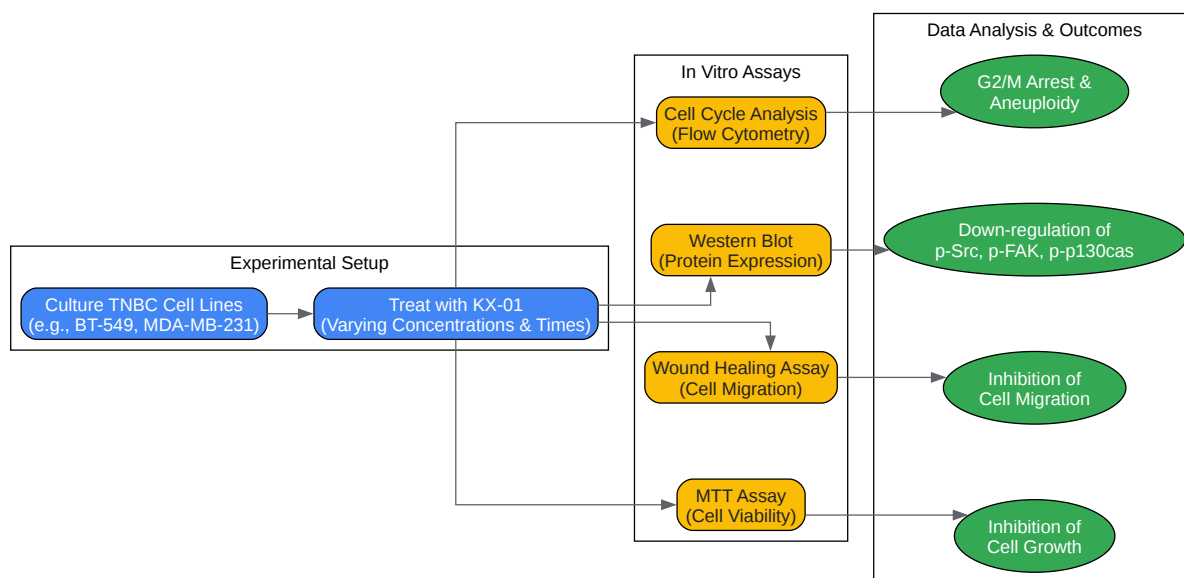 Experimental Setup
Culture TNBC Cell Lines
(e.g., BT-549, MDA-MB-231)
Treat with KX-01
(Varying Concentrations & Times)
In Vitro Assays
Cell Cycle Analysis
(Flow Cytometry)
Western Blot
(Protein Expression)
Wound Healing Assay
(Cell Migration)
MTT Assay
(Cell Viability)
Data Analysis & Outcomes
G2/M Arrest &
Aneuploidy
Down-regulation of
p-Src, p-FAK, p-p130cas
Inhibition of
Cell Migration
Inhibition of
Cell Growth